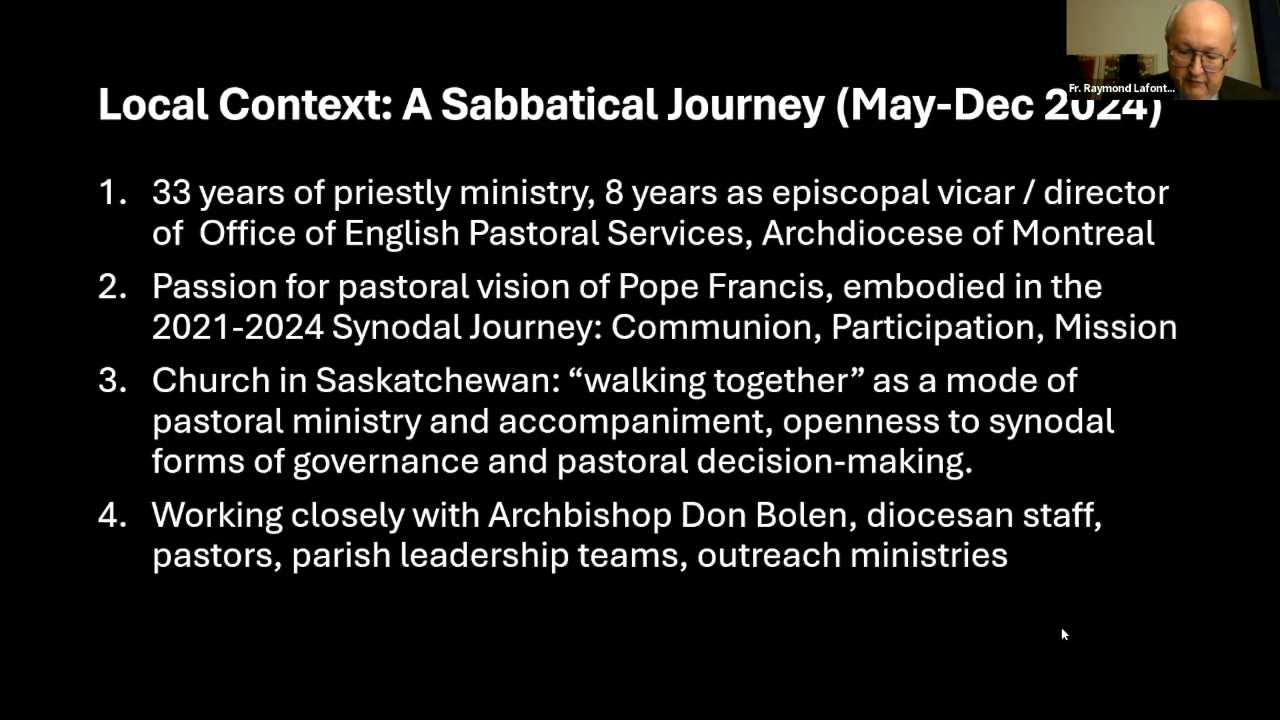 Fr. Raymond Lafont...
Local Context: A Sabbatical Journey (May-Dec 2024)
1. 33 years of priestly ministry, 8 years as episcopal vicar / director
of Office of English Pastoral Services, Archdiocese of Montreal
2. Passion for pastoral vision of Pope Francis, embodied in the
2021-2024 Synodal Journey: Communion, Participation, Mission
3. Church in Saskatchewan: “walking together” as a mode of
pastoral ministry and accompaniment, openness to synodal
forms of governance and pastoral decision-making.
4. Working closely with Archbishop Don Bolen, diocesan staff,
pastors, parish leadership teams, outreach ministries